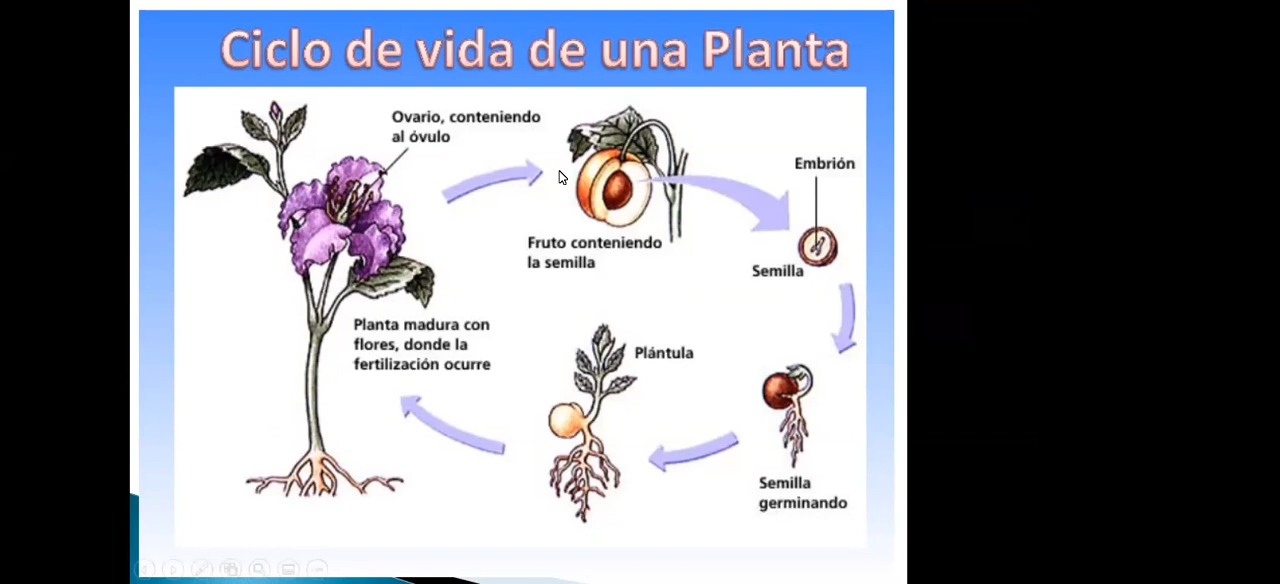 Ciclo de vida de una Planta
Ovario, conteniendo
al óvulo
Fruto conteniendo
la semilla
Embrión
Semilla
Semilla
germinando
Plántula
Planta madura con
flores, donde la
fertilización ocurre